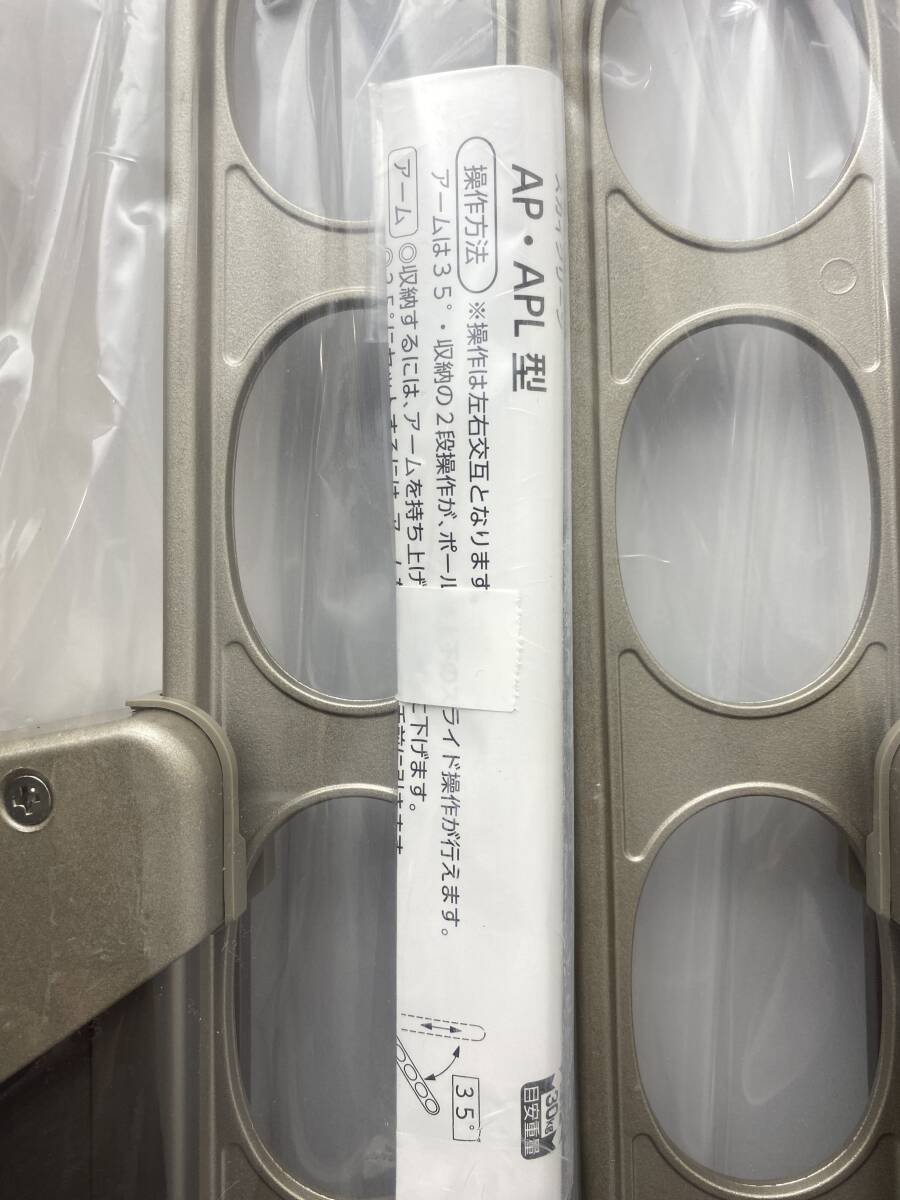 AP・APL 型
操作方法 ※操作は左右交互となります
アームは35°・収納の2段操作が、ポール
ライド操作が行えます。
アーム ◎収納するには、アームを持ち上げ
下げます。
35°
30kg
目安重量